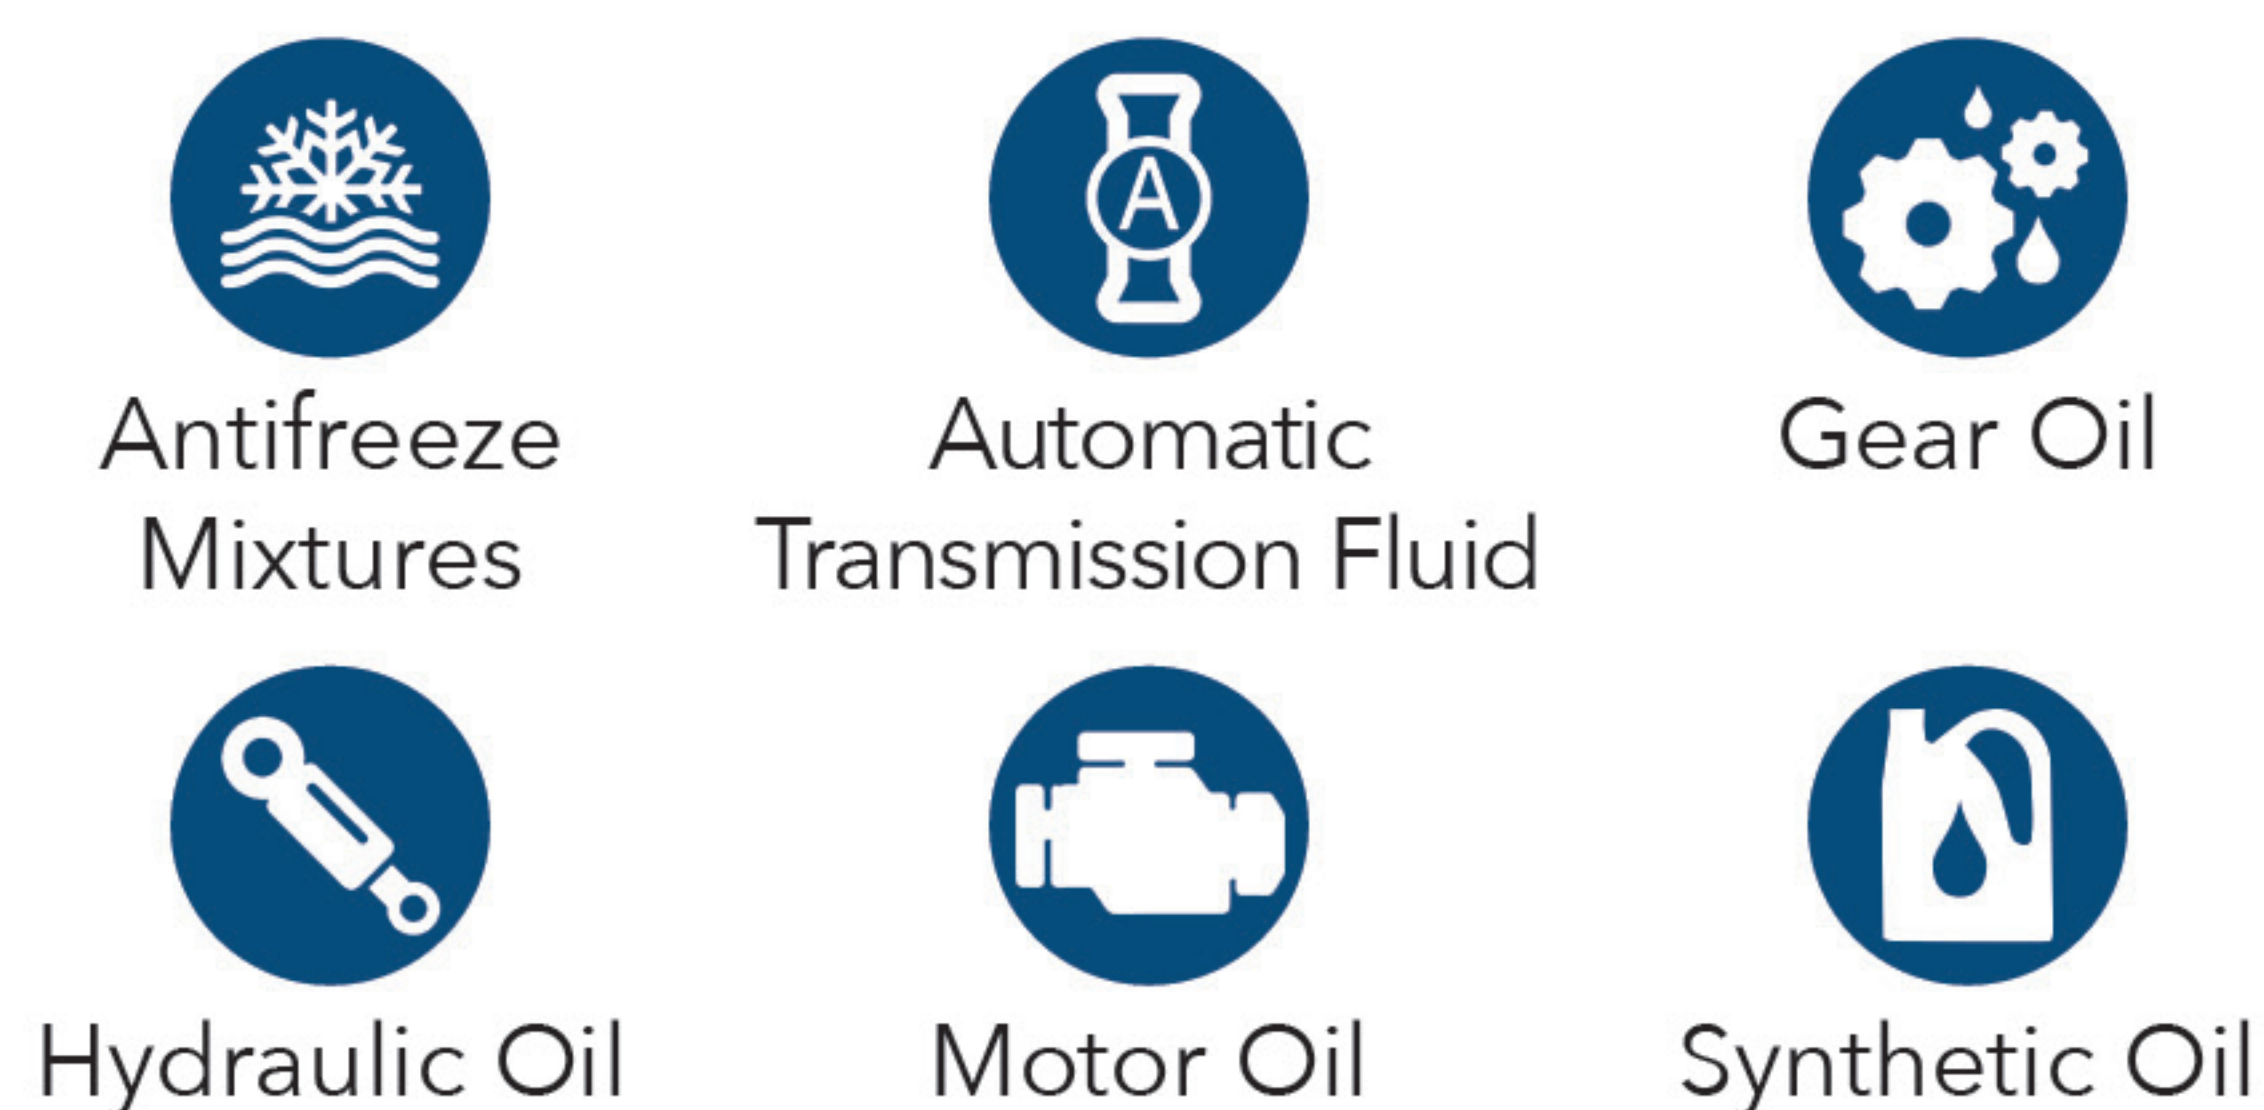 A
Antifreeze
Mixtures
Automatic
Transmission Fluid
Gear Oil
Hydraulic Oil
Motor Oil
Synthetic Oil